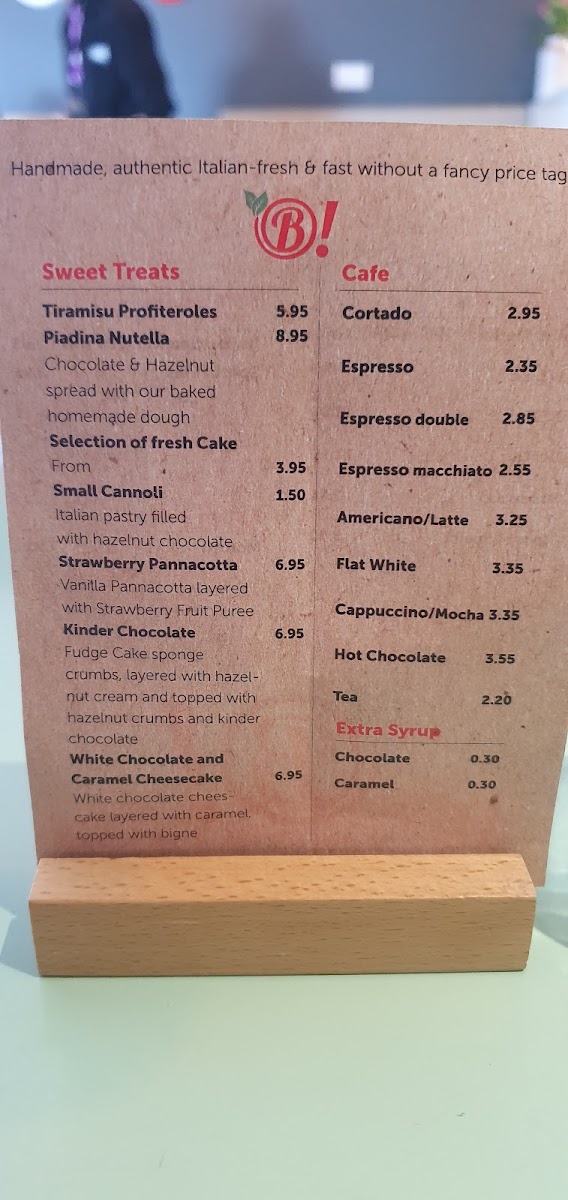 Handmade, authentic Italian-fresh & fast without a fancy price tag
B!
Sweet Treats
Tiramisu Profiteroles 5.95
Piadina Nutella 8.95
Chocolate & Hazelnut
spread with our baked
homemade dough
Selection of fresh Cake
From 3.95
Small Cannoli 1.50
Italian pastry filled
with hazelnut chocolate
Strawberry Pannacotta 6.95
Vanilla Pannacotta layered
with Strawberry Fruit Puree
Kinder Chocolate 6.95
Fudge Cake sponge
crumbs, layered with hazel-
nut cream and topped with
hazelnut crumbs and kinder
chocolate
White Chocolate and
Caramel Cheesecake 6.95
White chocolate chees-
cake layered with caramel,
topped with bigne
Cafe
Cortado 2.95
Espresso 2.35
Espresso double 2.85
Espresso macchiato 2.55
Americano/Latte 3.25
Flat White 3.35
Cappuccino/Mocha 3.35
Hot Chocolate 3.55
Tea 2.20
Extra Syrup
Chocolate 0.30
Caramel 0.30